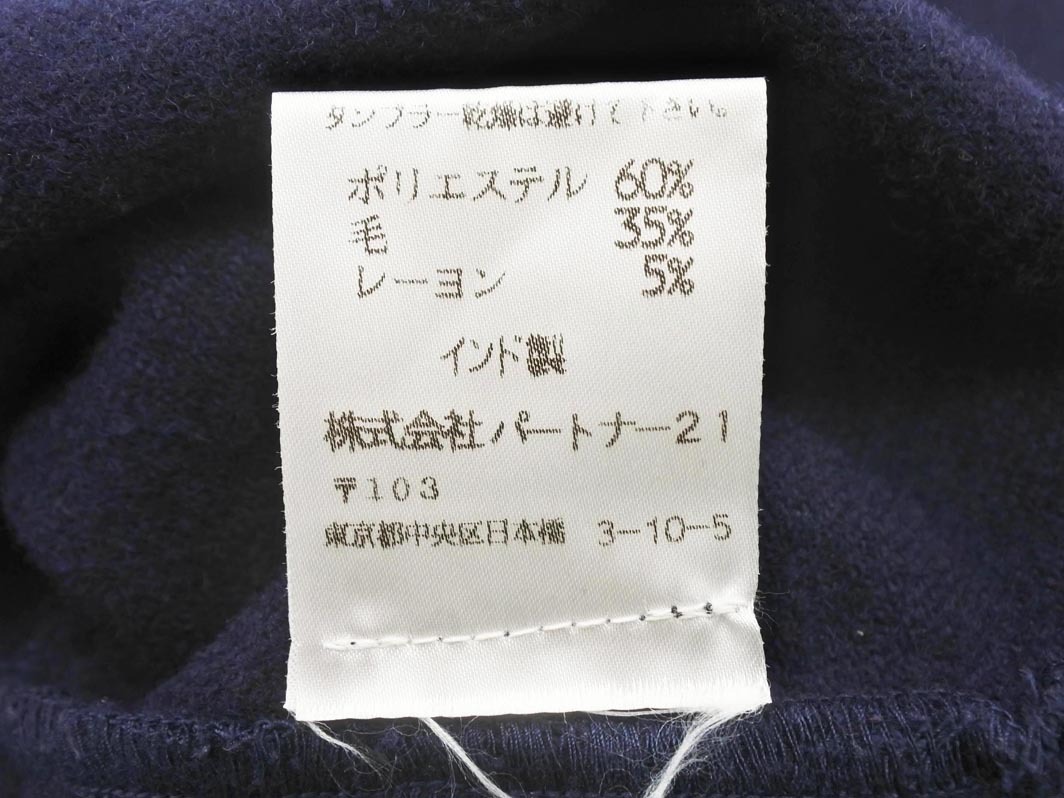 タンブラー乾燥は避けて下さい。
ポリエステル 60%
毛 35%
レーヨン 5%
インド製
株式会社パートナー21
〒103
東京都中央区日本橋 3-10-5